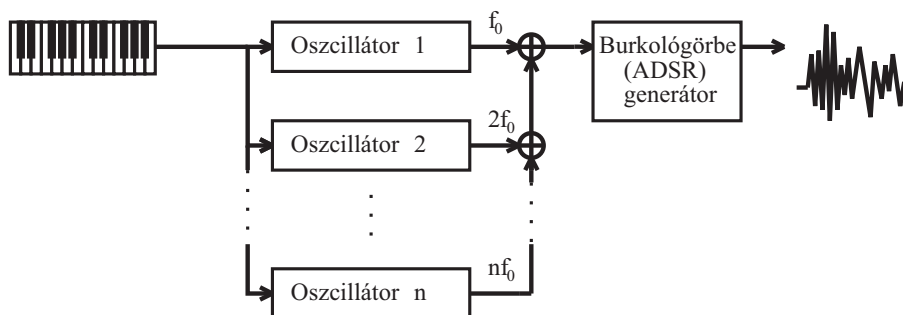 Oszcillátor 1
f₀
Burkológörbe
(ADSR)
generátor
Oszcillátor 2
2f₀
Oszcillátor n
nf₀